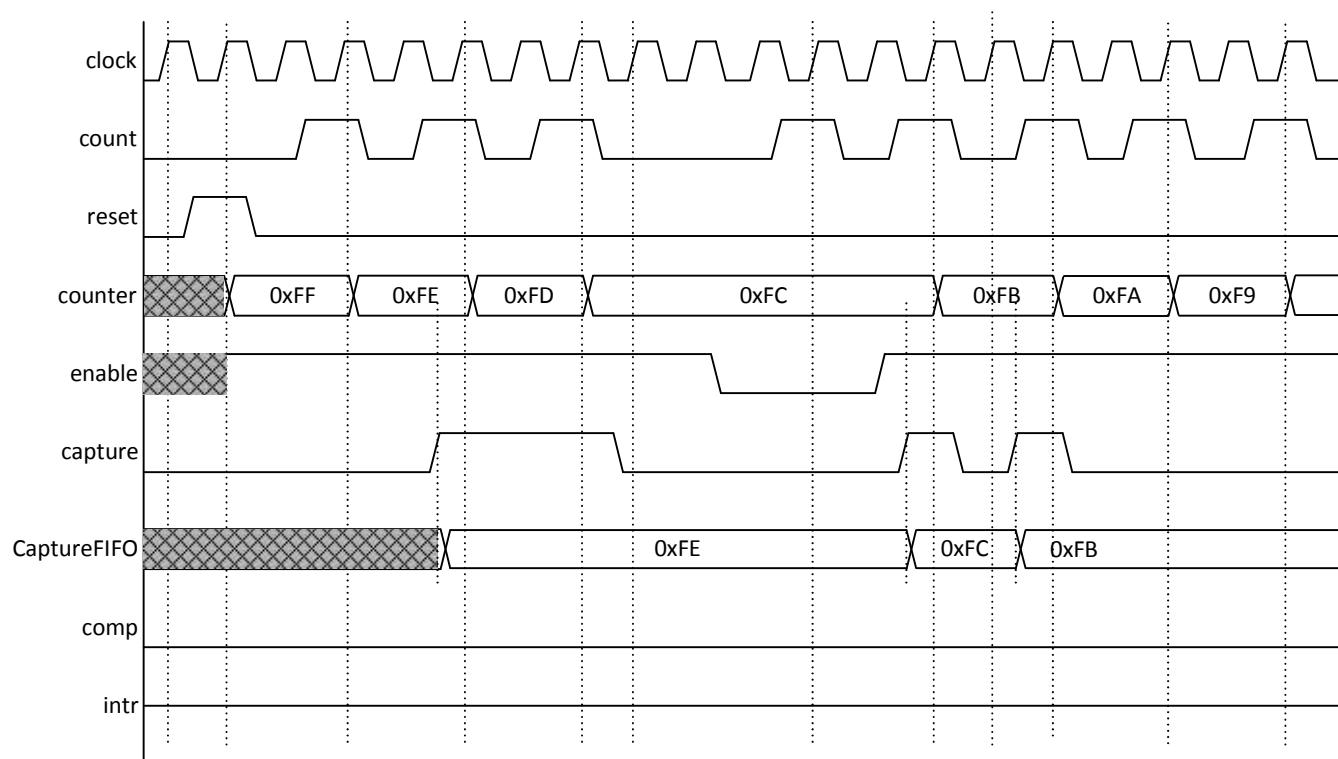 clock
count
reset
counter 0xFF 0xFE 0xFD 0xFC 0xFB 0xFA 0xF9
enable
capture
CaptureFIFO 0xFE 0xFC 0xFB
comp
intr